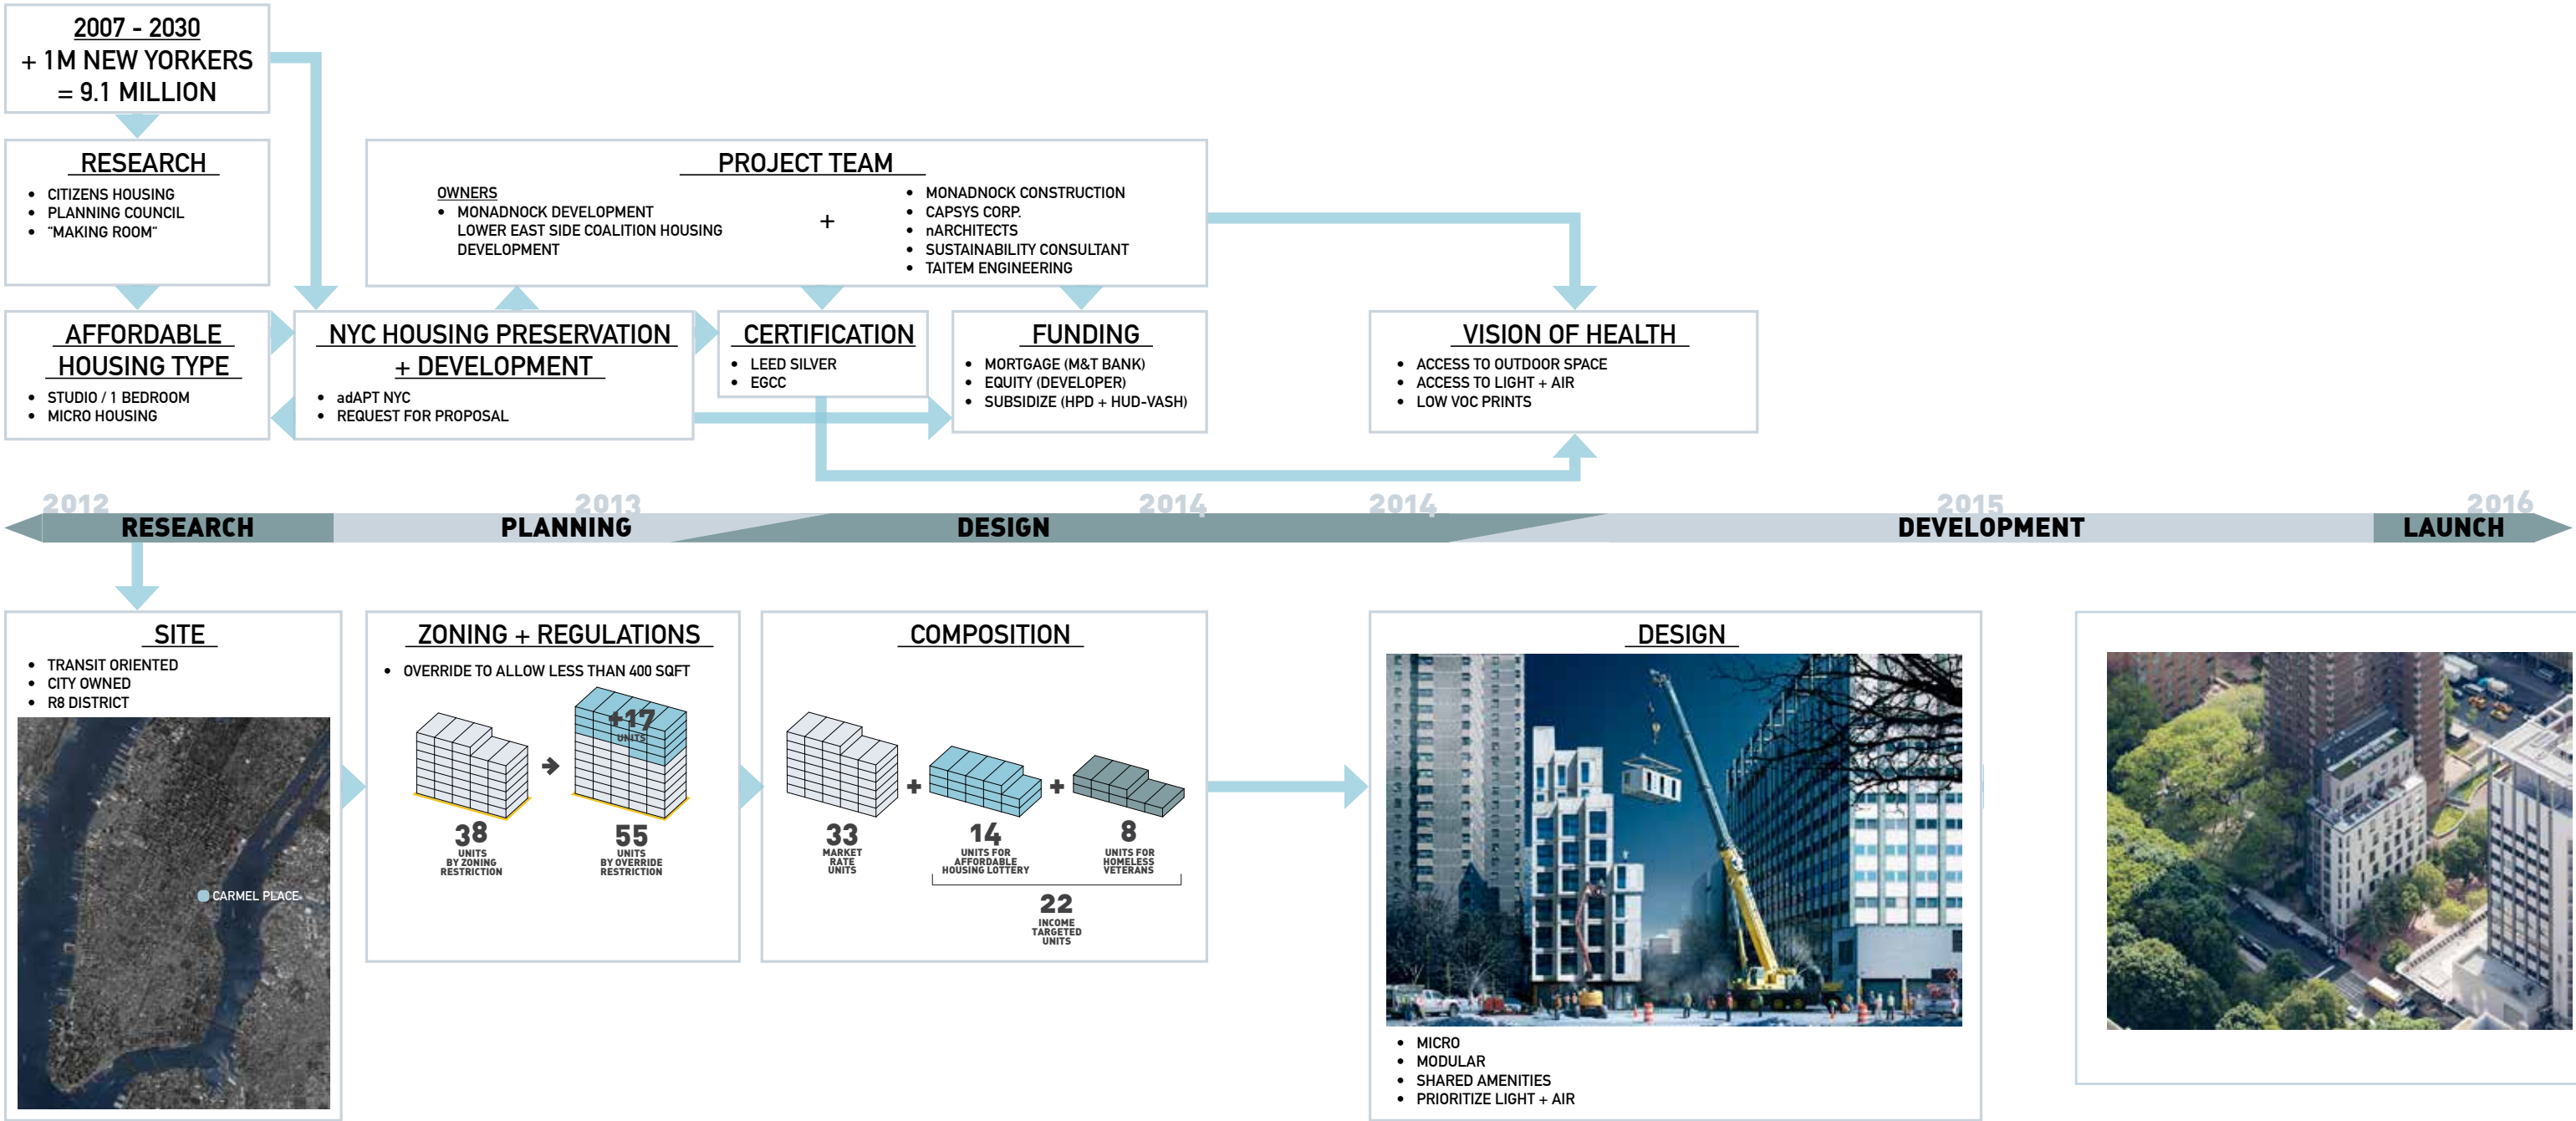 2007 - 2030
+ 1M NEW YORKERS
= 9.1 MILLION
RESEARCH
• CITIZENS HOUSING
• PLANNING COUNCIL
• "MAKING ROOM"
PROJECT TEAM
OWNERS
• MONADNOCK DEVELOPMENT
LOWER EAST SIDE COALITION HOUSING
DEVELOPMENT
+
• MONADNOCK CONSTRUCTION
• CAPSYS CORP.
• nARCHITECTS
• SUSTAINABILITY CONSULTANT
• TAITEM ENGINEERING
AFFORDABLE
HOUSING TYPE
• STUDIO / 1 BEDROOM
• MICRO HOUSING
NYC HOUSING PRESERVATION
+ DEVELOPMENT
• adAPT NYC
• REQUEST FOR PROPOSAL
CERTIFICATION
• LEED SILVER
• EGCC
FUNDING
• MORTGAGE (M&T BANK)
• EQUITY (DEVELOPER)
• SUBSIDIZE (HPD + HUD-VASH)
VISION OF HEALTH
• ACCESS TO OUTDOOR SPACE
• ACCESS TO LIGHT + AIR
• LOW VOC PRINTS
2012 2013 2014 2014 2015 2016
RESEARCH PLANNING DESIGN DEVELOPMENT LAUNCH
SITE
• TRANSIT ORIENTED
• CITY OWNED
• R8 DISTRICT
CARMEL PLACE
ZONING + REGULATIONS
• OVERRIDE TO ALLOW LESS THAN 400 SQFT
+17
UNITS
38
UNITS
BY ZONING
RESTRICTION
55
UNITS
BY OVERRIDE
RESTRICTION
COMPOSITION
+ +
33
MARKET
RATE
UNITS
14
UNITS FOR
AFFORDABLE
HOUSING LOTTERY
8
UNITS FOR
HOMELESS
VETERANS
22
INCOME
TARGETED
UNITS
DESIGN
• MICRO
• MODULAR
• SHARED AMENITIES
• PRIORITIZE LIGHT + AIR